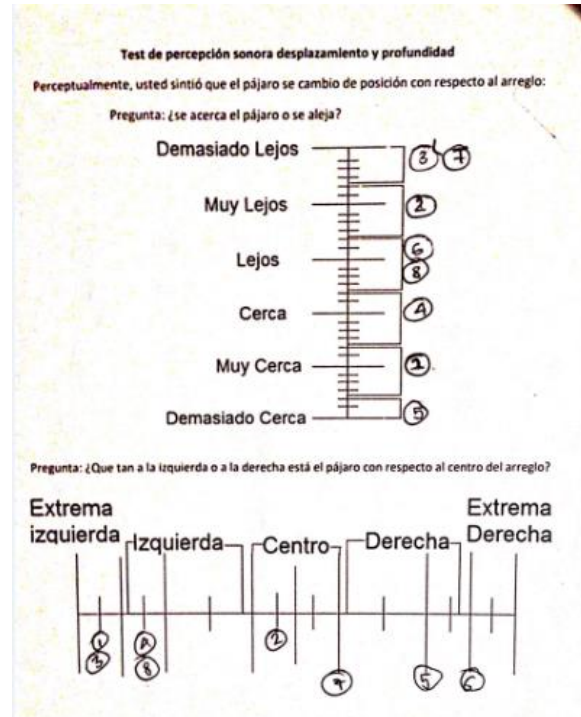 Test de percepción sonora desplazamiento y profundidad
Perceptualmente, usted sintió que el pájaro se cambio de posición con respecto al arreglo:
Pregunta: ¿se acerca el pájaro o se aleja?
Demasiado Lejos
3 7
Muy Lejos
2
6
Lejos
8
Cerca
4
Muy Cerca
Demasiado Cerca
5
Pregunta: ¿Que tan a la izquierda o a la derecha está el pájaro con respecto al centro del arreglo?
Extrema izquierda
Izquierda
Centro
Derecha
Extrema Derecha
1
3
8
2
5
6